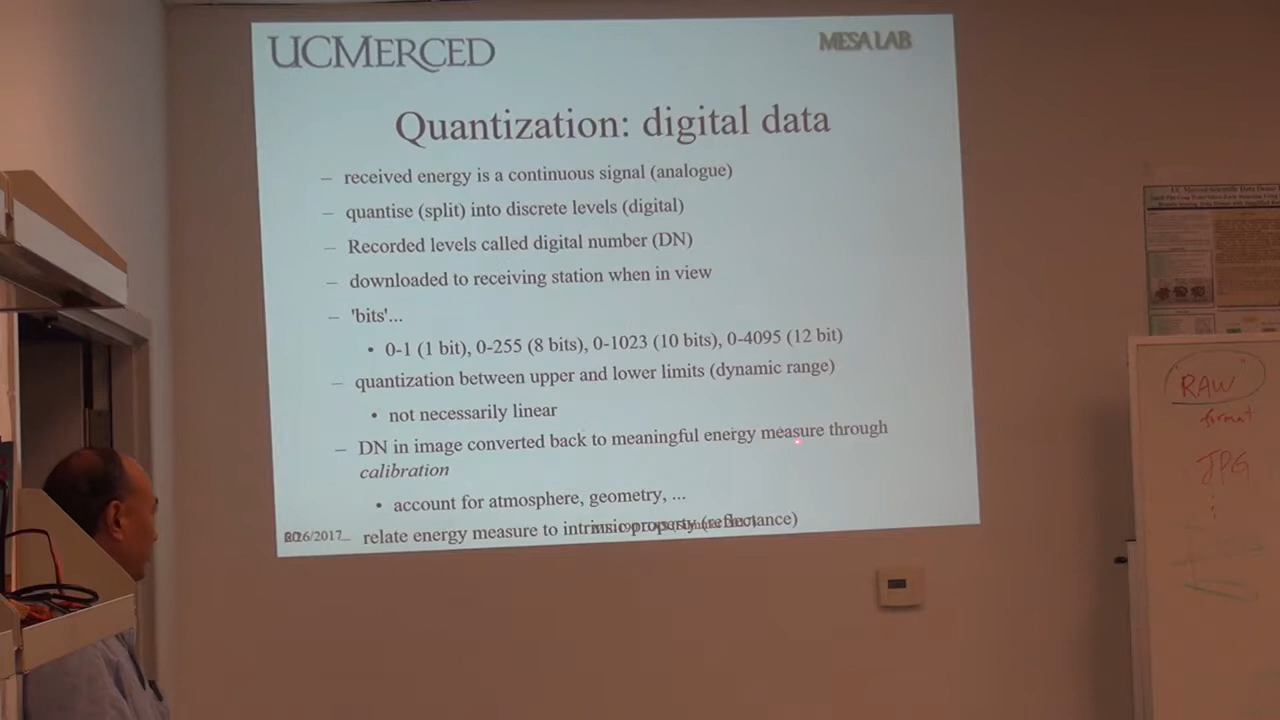 UCMERCED
MESA LAB
Quantization: digital data
– received energy is a continuous signal (analogue)
– quantise (split) into discrete levels (digital)
– Recorded levels called digital number (DN)
– downloaded to receiving station when in view
– 'bits'...
• 0-1 (1 bit), 0-255 (8 bits), 0-1023 (10 bits), 0-4095 (12 bit)
– quantization between upper and lower limits (dynamic range)
• not necessarily linear
– DN in image converted back to meaningful energy measure through
calibration
• account for atmosphere, geometry, ...
relate energy measure to intrinsic property (reflectance)
/26/2017
RAW
format
JPG